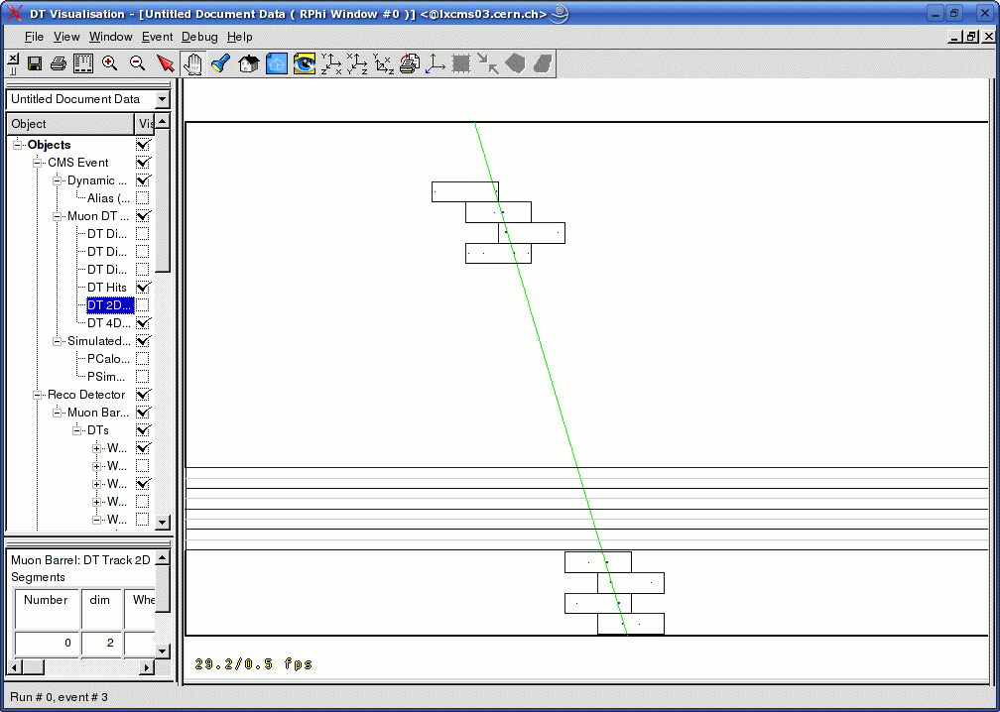 DT Visualisation - [Untitled Document Data ( RPhi Window #0 )] <@lxcms03.cern.ch>
File View Window Event Debug Help
Untitled Document Data
Object Vis
Objects
CMS Event
Dynamic ...
Alias (...
Muon DT ...
DT Di...
DT Di...
DT Di...
DT Hits
DT 2D...
DT 4D...
Simulated...
PCalo...
PSim...
Reco Detector
Muon Bar...
DTs
W...
W...
W...
W...
W...
Muon Barrel: DT Track 2D
Segments
Number dim Whe
0 2
29.2/0.5 fps
Run # 0, event # 3